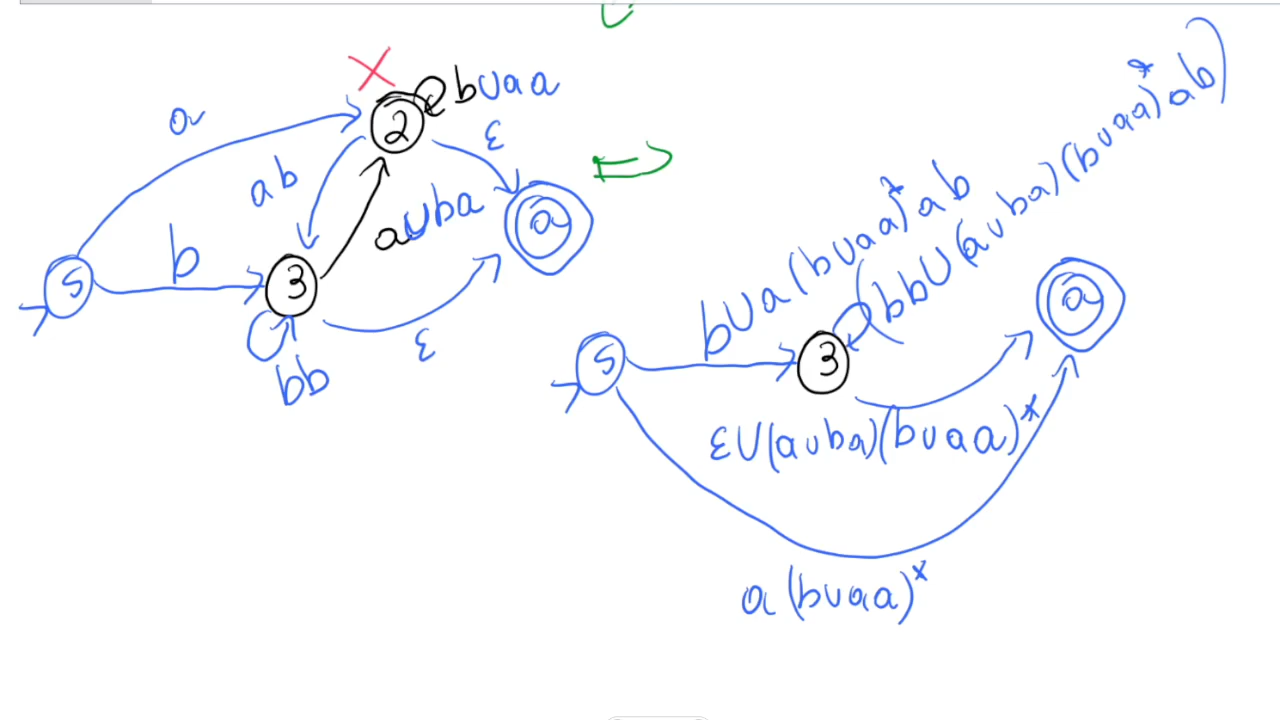 a
2
b∪aa
ε
ab
a∪ba
a
s
b
3
bb
ε
s
b∪a(b∪aa)*ab
3
(bb∪(a∪ba)(b∪aa)*ab)
a
ε∪(a∪ba)(b∪aa)*
a(b∪aa)*